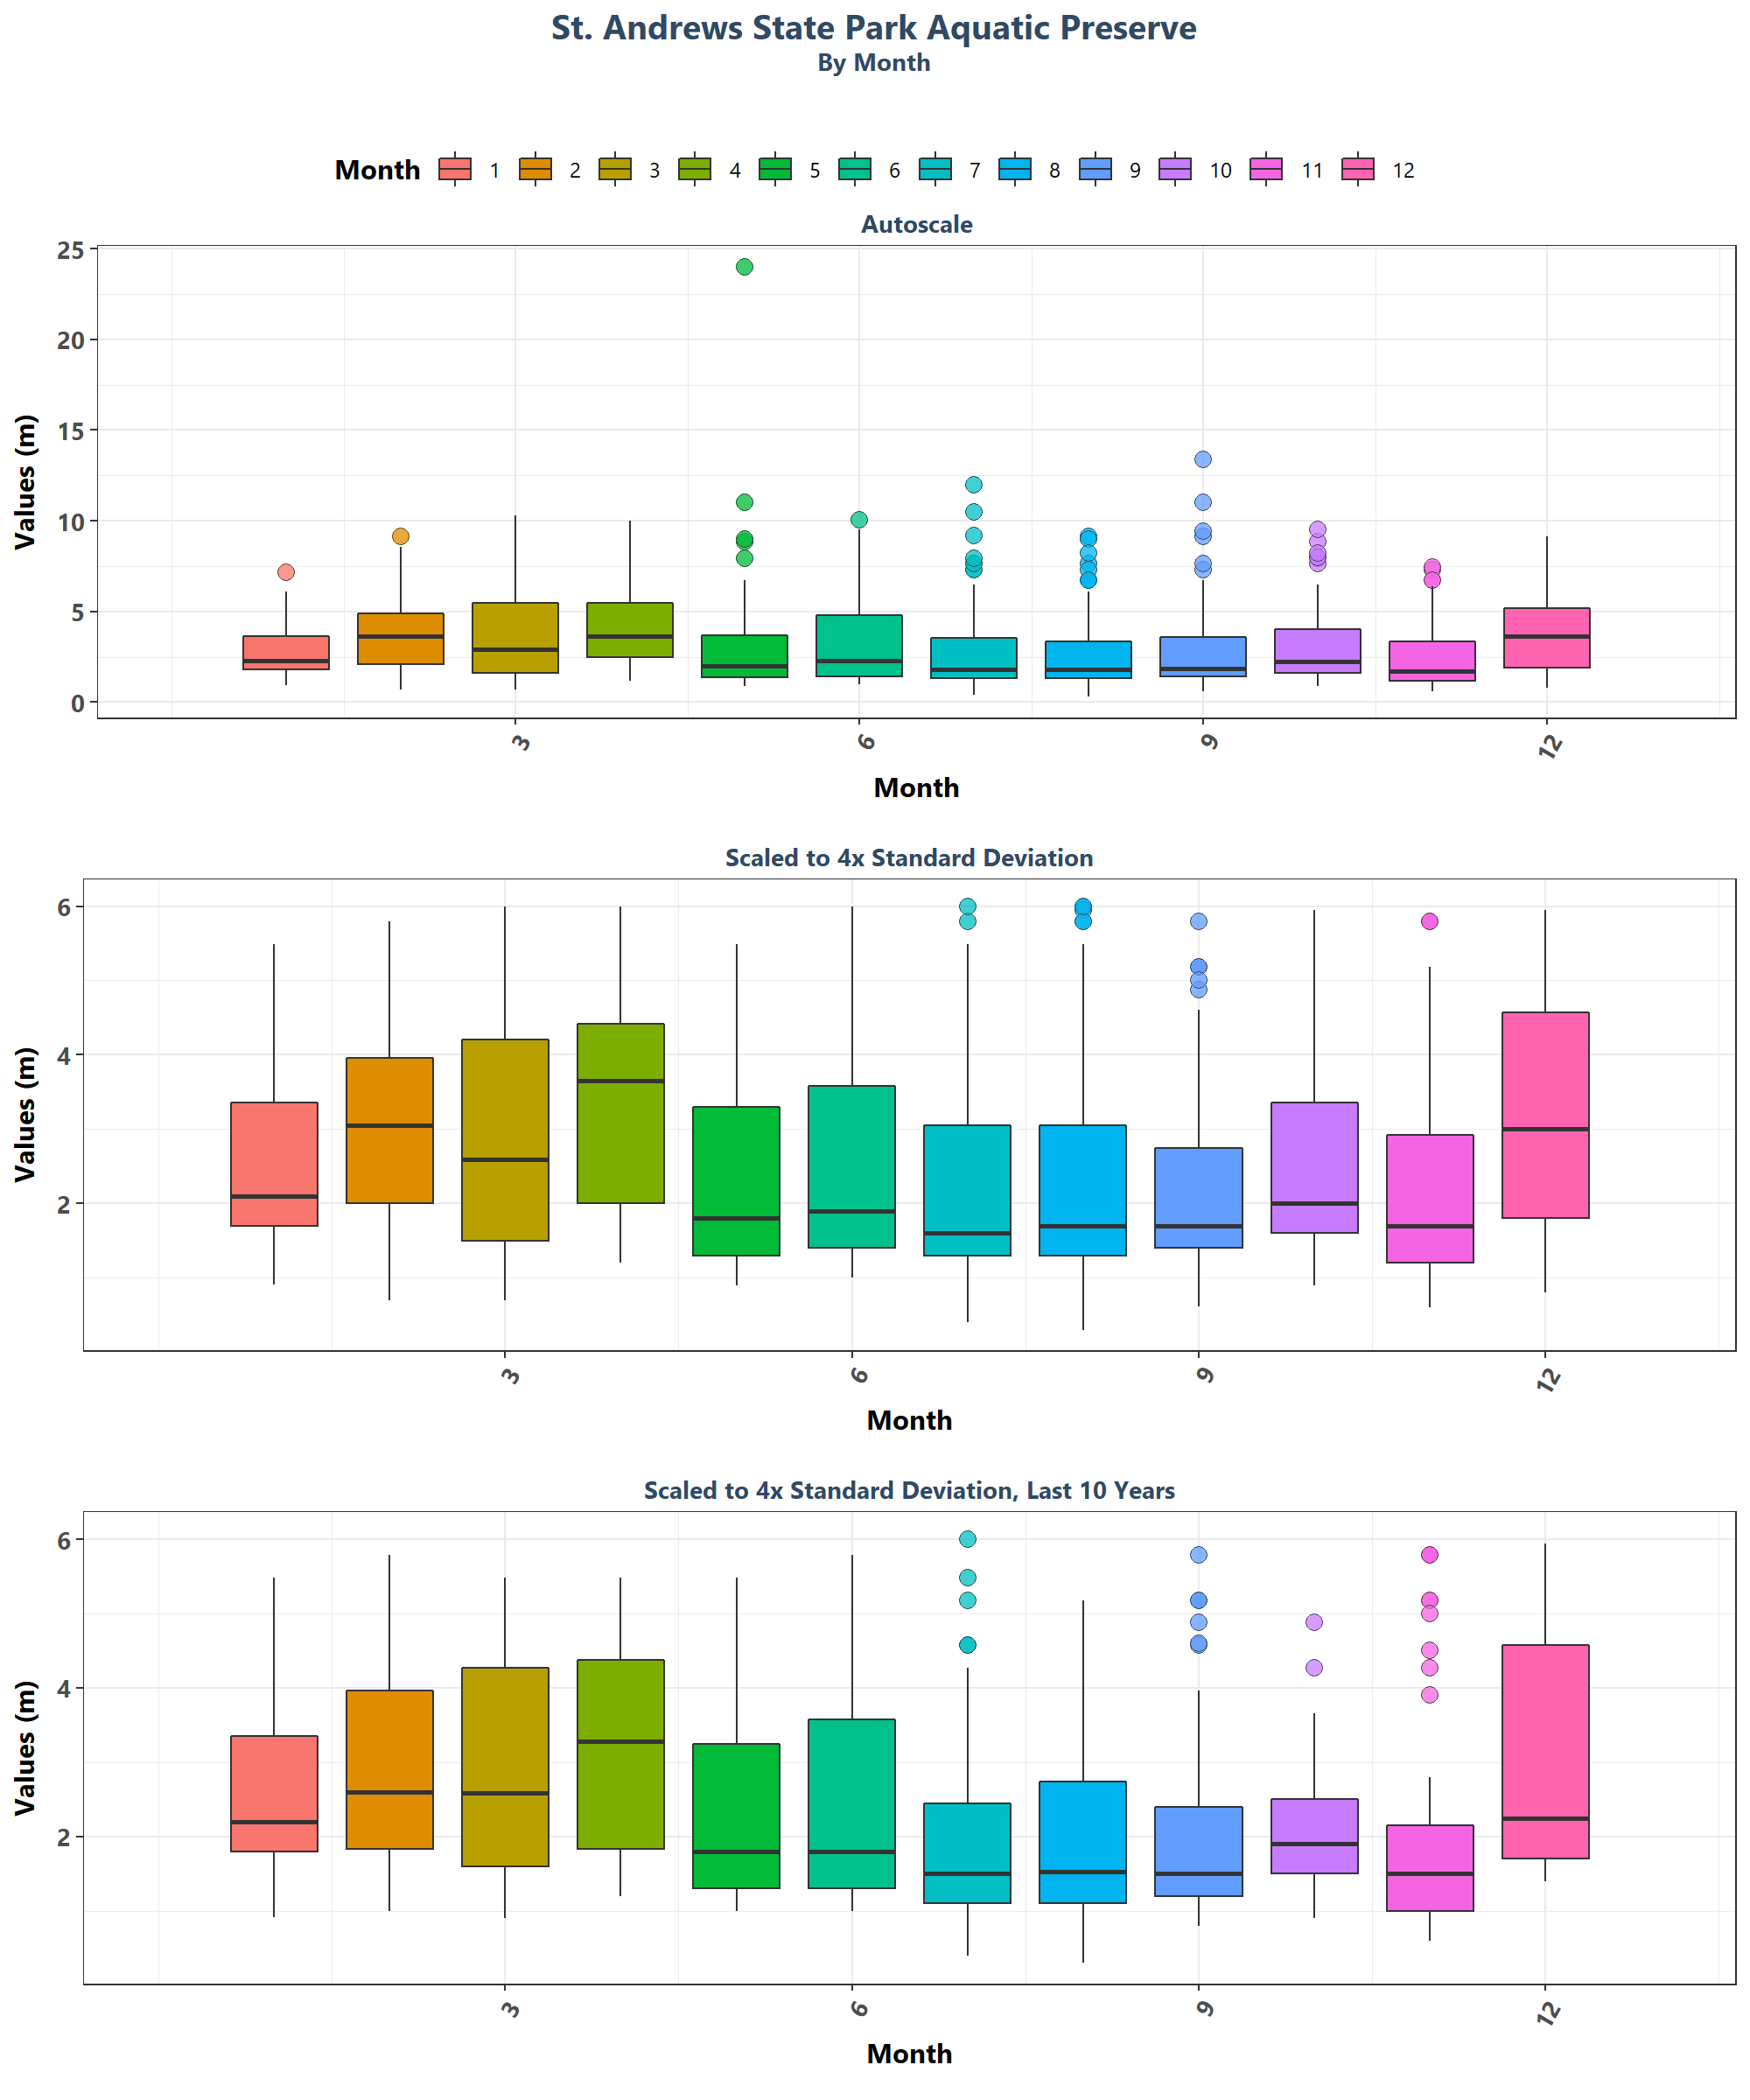 St. Andrews State Park Aquatic Preserve
By Month
Month 1 2 3 4 5 6 7 8 9 10 11 12
Autoscale
25
20
15
10
5
0
Values (m)
3 6 9 12
Month
Scaled to 4x Standard Deviation
6
4
2
Values (m)
3 6 9 12
Month
Scaled to 4x Standard Deviation, Last 10 Years
6
4
2
Values (m)
3 6 9 12
Month